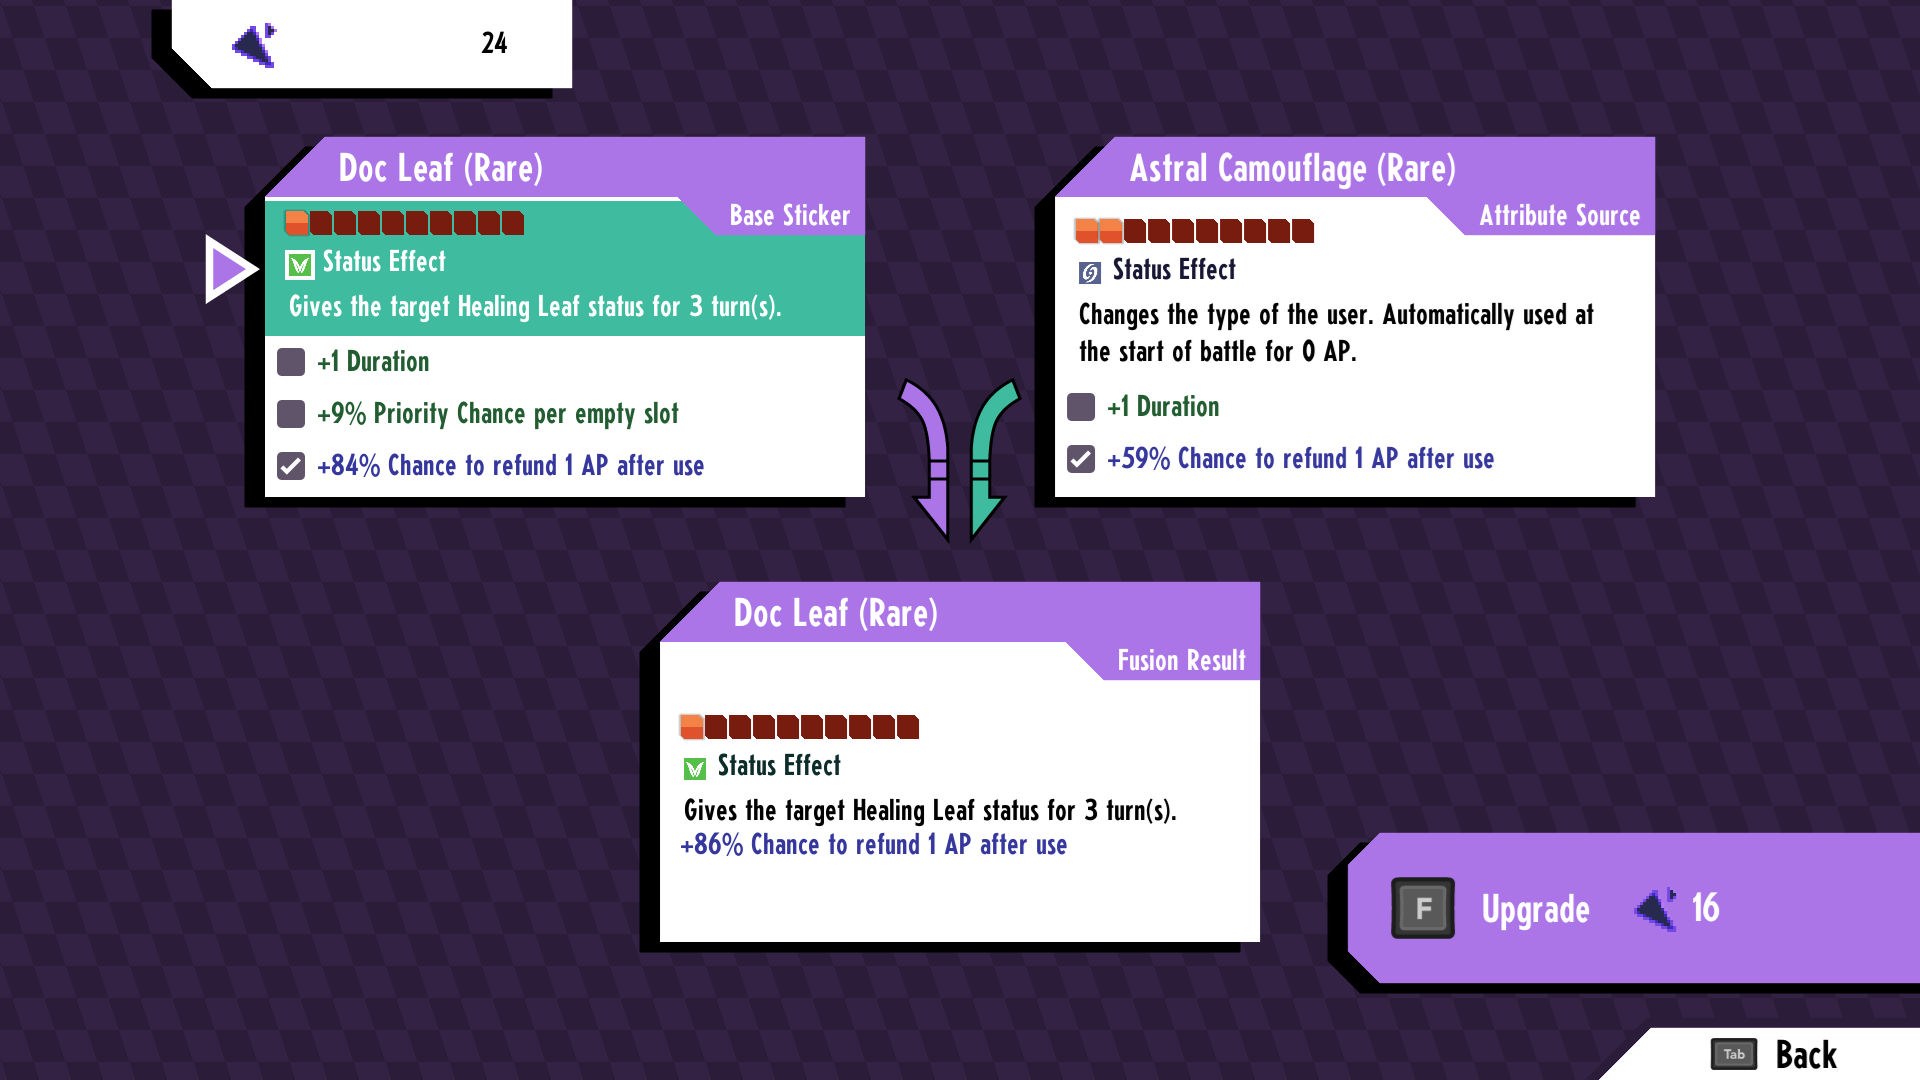 24
Doc Leaf (Rare)
Base Sticker
Status Effect
Gives the target Healing Leaf status for 3 turn(s).
+1 Duration
+9% Priority Chance per empty slot
+84% Chance to refund 1 AP after use
Astral Camouflage (Rare)
Attribute Source
Status Effect
Changes the type of the user. Automatically used at
the start of battle for 0 AP.
+1 Duration
+59% Chance to refund 1 AP after use
Doc Leaf (Rare)
Fusion Result
Status Effect
Gives the target Healing Leaf status for 3 turn(s).
+86% Chance to refund 1 AP after use
F Upgrade 16
Tab Back